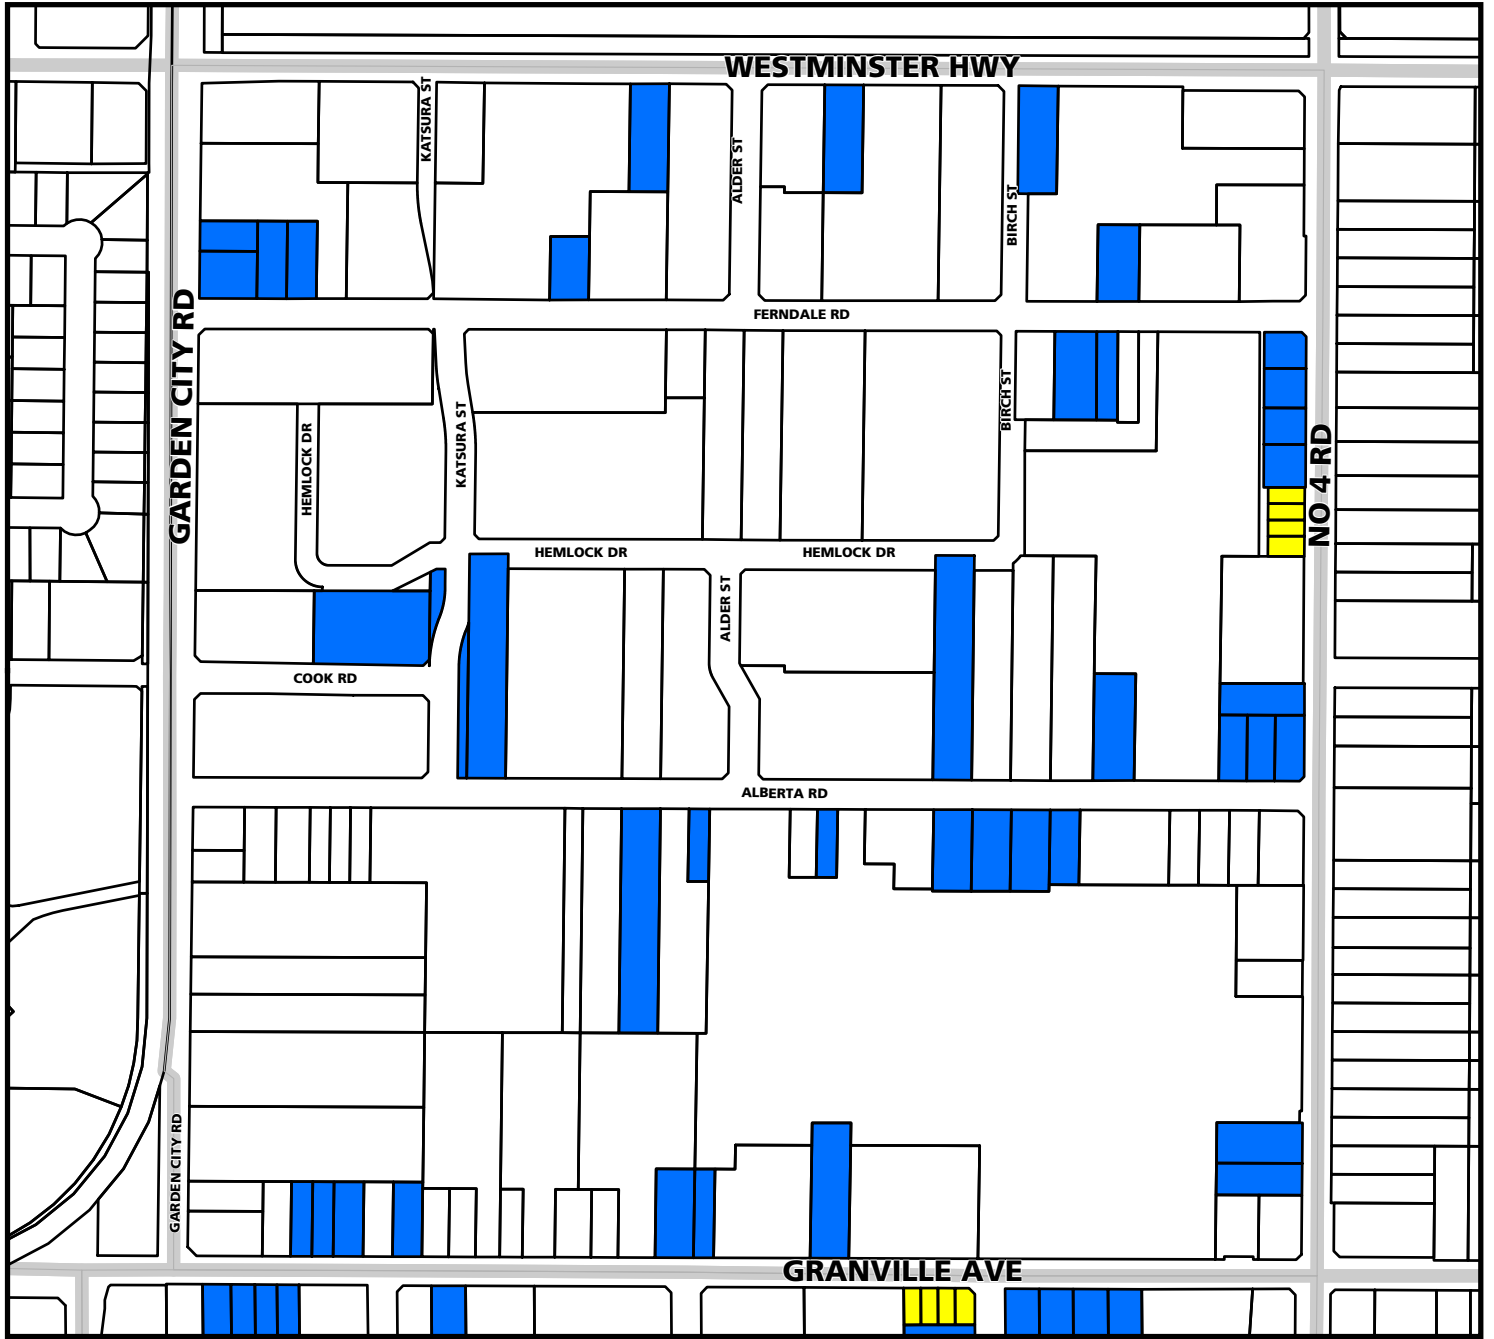 WESTMINSTER HWY
KATSURA ST
ALDER ST
BIRCH ST
GARDEN CITY RD
FERNDALE RD
BIRCH ST
KATSURA ST
HEMLOCK DR
NO 4 RD
HEMLOCK DR
HEMLOCK DR
ALDER ST
COOK RD
ALBERTA RD
GARDEN CITY RD
GRANVILLE AVE